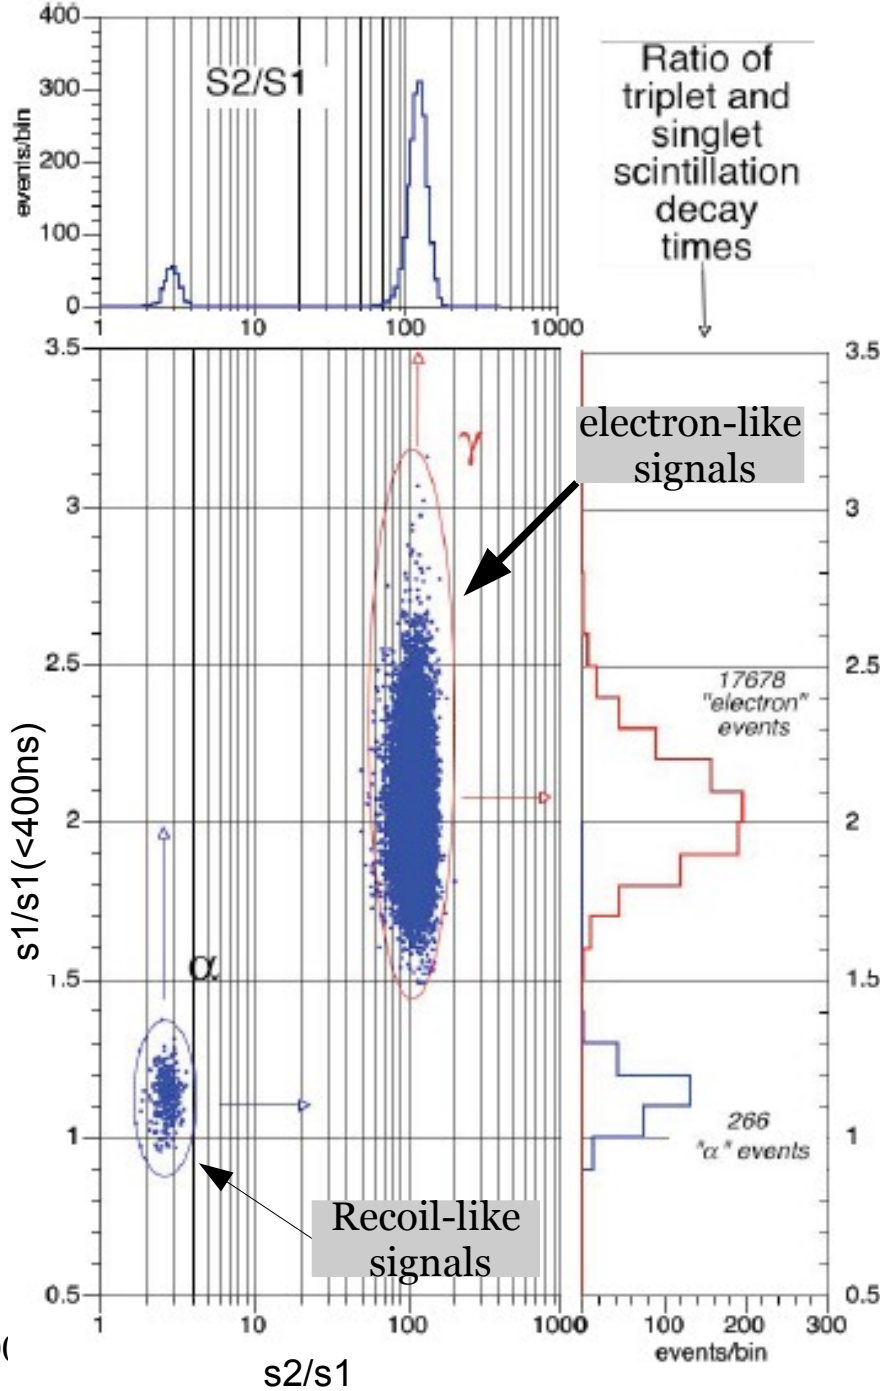 400
300
200
100
0
events/bin
S2/S1
1 10 100 1000
Ratio of
triplet and
singlet
scintillation
decay
times
3.5
3
2.5
2
1.5
1
0.5
s1/s1(<400ns)
γ
electron-like
signals
α
Recoil-like
signals
1 10 100 1000
s2/s1
3.5
3
2.5
2
1.5
1
0.5
17678
"electron"
events
266
"α" events
0 100 200 300
events/bin